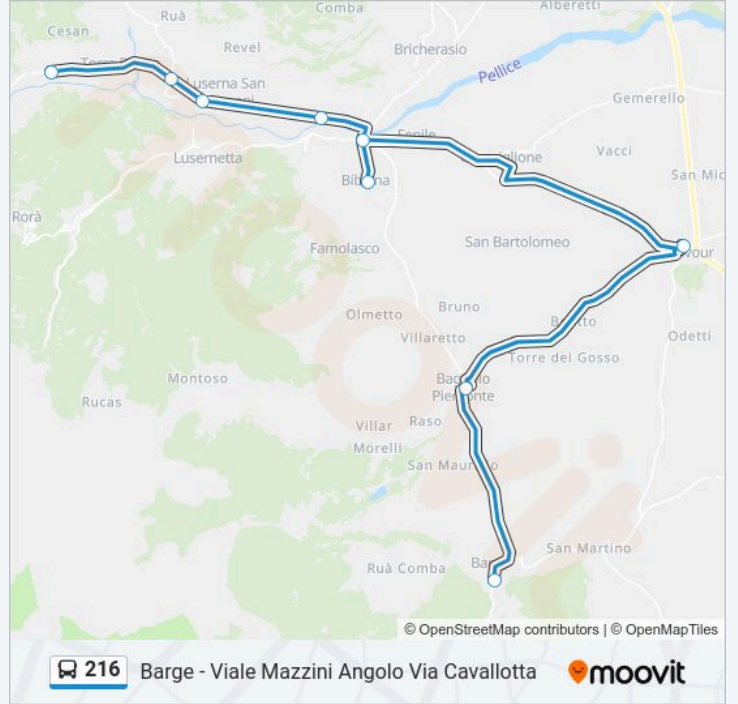 Comba
Alberetti
Ruà
Cesan
Revel
Bricherasio
Luserna San
Pellice
Gemerello
Fenile
Lusernetta
Vacci
San Mic
Rorà
San Bartolomeo
Famolasco
Bruno
Olmetto
Villaretto
Odetti
Torre dei Gosso
Montoso
Rucas
Villar
Raso
Morelli
San Martino
Ruà Comba
© OpenStreetMap contributors | © OpenMapTiles
216 Barge - Viale Mazzini Angolo Via Cavallotta moovit